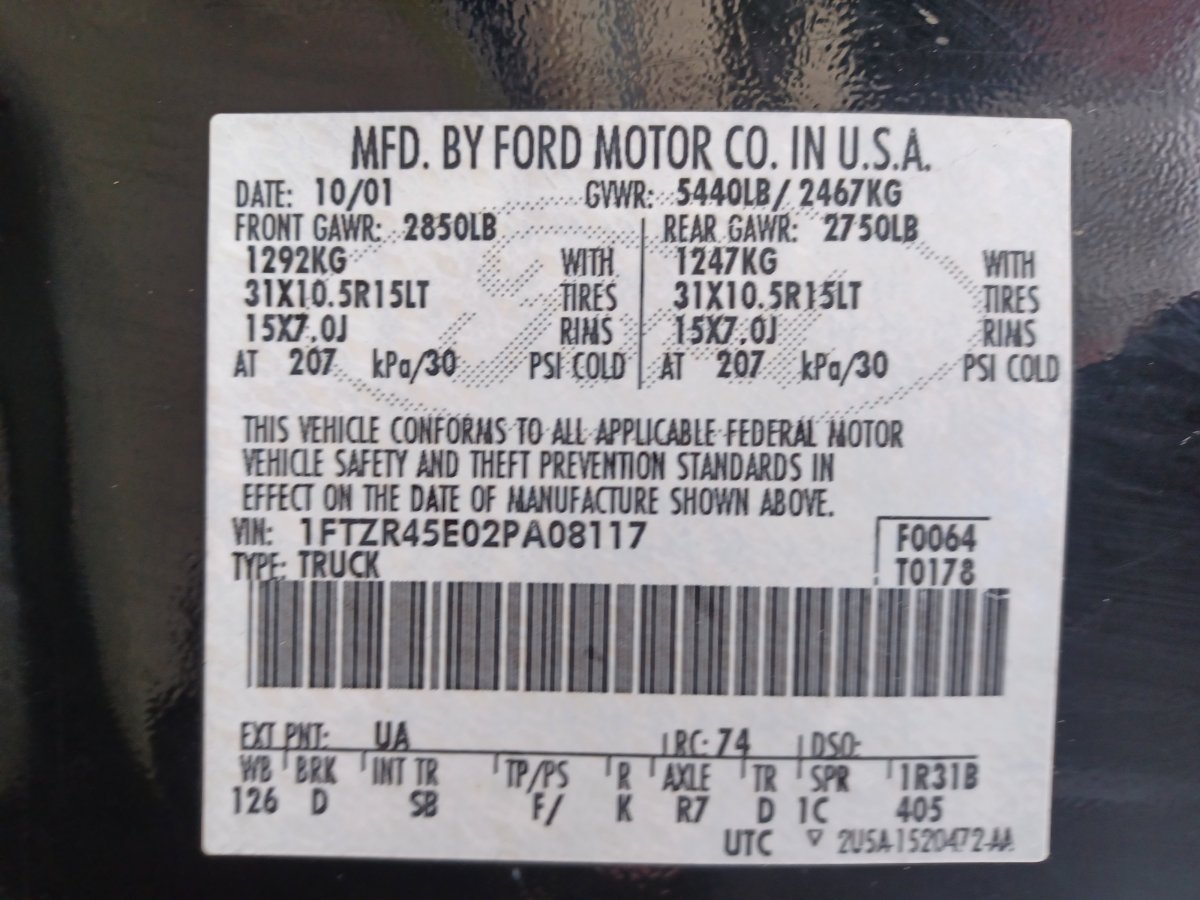 MFD. BY FORD MOTOR CO. IN U.S.A.
DATE: 10/01 GVWR: 5440LB/ 2467KG
FRONT GAWR: 2850LB REAR GAWR: 2750LB
1292KG WITH 1247KG WITH
31X10.5R15LT TIRES 31X10.5R15LT TIRES
15X7.0J RIMS 15X7.0J RIMS
AT 207 kPa/30 PSI COLD AT 207 kPa/30 PSI COLD
THIS VEHICLE CONFORMS TO ALL APPLICABLE FEDERAL MOTOR
VEHICLE SAFETY AND THEFT PREVENTION STANDARDS IN
EFFECT ON THE DATE OF MANUFACTURE SHOWN ABOVE.
VIN: 1FTZR45E02PA08117 F0064
TYPE: TRUCK T0178
EXT PNT: UA RC: 74 DSO:
WB BRK INT TR TP/PS R AXLE TR SPR 1R31B
126 D SB F/ K R7 D 1C 405
UTC ▽ 2U5A-1520472-AA